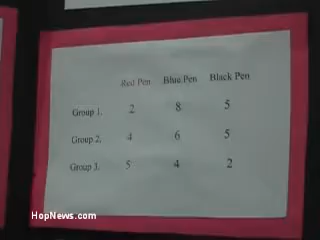 Red Pen Blue Pen Black Pen
Group 1. 2 8 5
Group 2. 4 6 5
Group 3. 5 4 2
HopNews.com